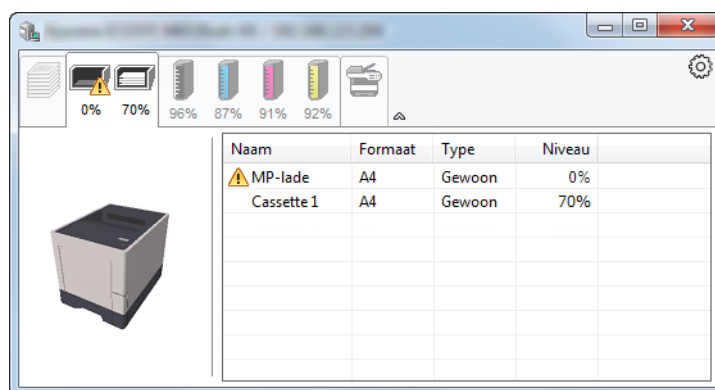 0% 70% 96% 87% 91% 92%
Naam Formaat Type Niveau
MP-lade A4 Gewoon 0%
Cassette 1 A4 Gewoon 70%